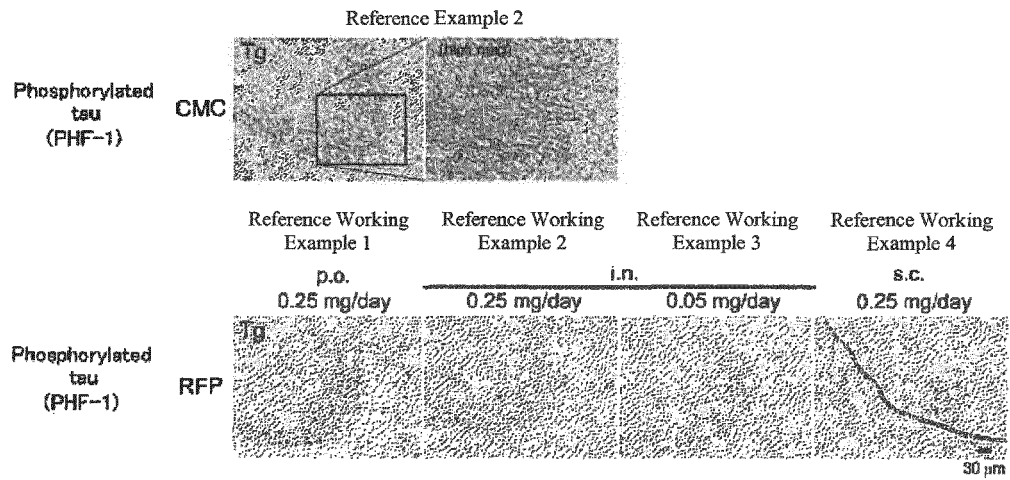 Reference Example 2
Tg
(high mag)
Phosphorylated
tau
(PHF-1)
CMC
Reference Working
Example 1
Reference Working
Example 2
Reference Working
Example 3
Reference Working
Example 4
p.o.
i.n.
s.c.
0.25 mg/day
0.25 mg/day
0.05 mg/day
0.25 mg/day
Tg
Phosphorylated
tau
(PHF-1)
RFP
30 μm